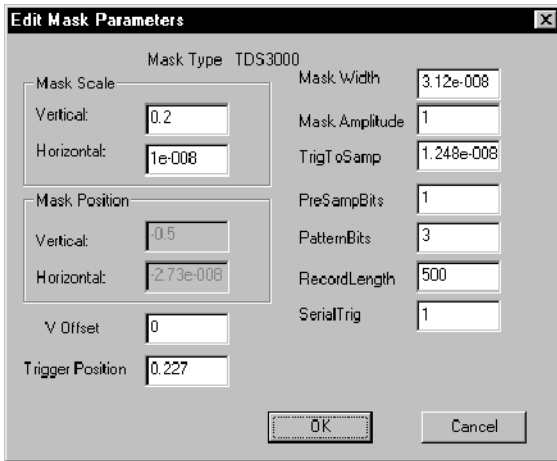 Edit Mask Parameters
Mask Type TDS3000
Mask Scale
Vertical: 0.2
Horizontal: 1e-008
Mask Position
Vertical: -0.5
Horizontal: -2.73e-008
V Offset 0
Trigger Position 0.227
Mask Width 3.12e-008
Mask Amplitude 1
TrigToSamp 1.248e-008
PreSampBits 1
PatternBits 3
RecordLength 500
SerialTrig 1
OK Cancel